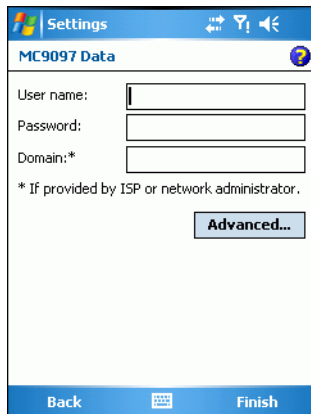 Settings
MC9097 Data
User name:
Password:
Domain:*
* If provided by ISP or network administrator.
Advanced...
Back Finish